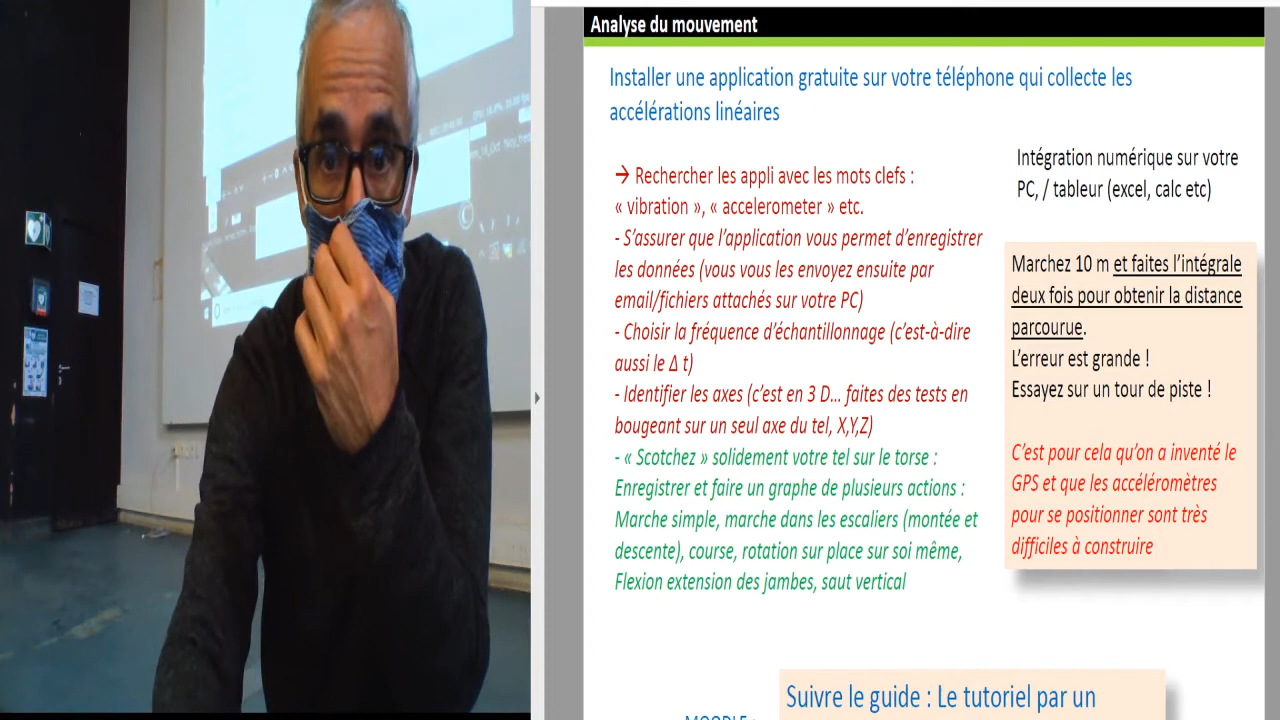 Analyse du mouvement
Installer une application gratuite sur votre téléphone qui collecte les
accélérations linéaires
→ Rechercher les appli avec les mots clefs :
« vibration », « accelerometer » etc.
- S’assurer que l’application vous permet d’enregistrer
les données (vous vous les envoyez ensuite par
email/fichiers attachés sur votre PC)
- Choisir la fréquence d’échantillonnage (c’est-à-dire
aussi le Δ t)
- Identifier les axes (c’est en 3 D... faites des tests en
bougeant sur un seul axe du tel, X,Y,Z)
- « Scotchez » solidement votre tel sur le torse :
Enregistrer et faire un graphe de plusieurs actions :
Marche simple, marche dans les escaliers (montée et
descente), course, rotation sur place sur soi même,
Flexion extension des jambes, saut vertical
Intégration numérique sur votre
PC, / tableur (excel, calc etc)
Marchez 10 m et faites l’intégrale
deux fois pour obtenir la distance
parcourue.
L’erreur est grande !
Essayez sur un tour de piste !
C’est pour cela qu’on a inventé le
GPS et que les accéléromètres
pour se positionner sont très
difficiles à construire
Suivre le guide : Le tutoriel par un
MOODLE :